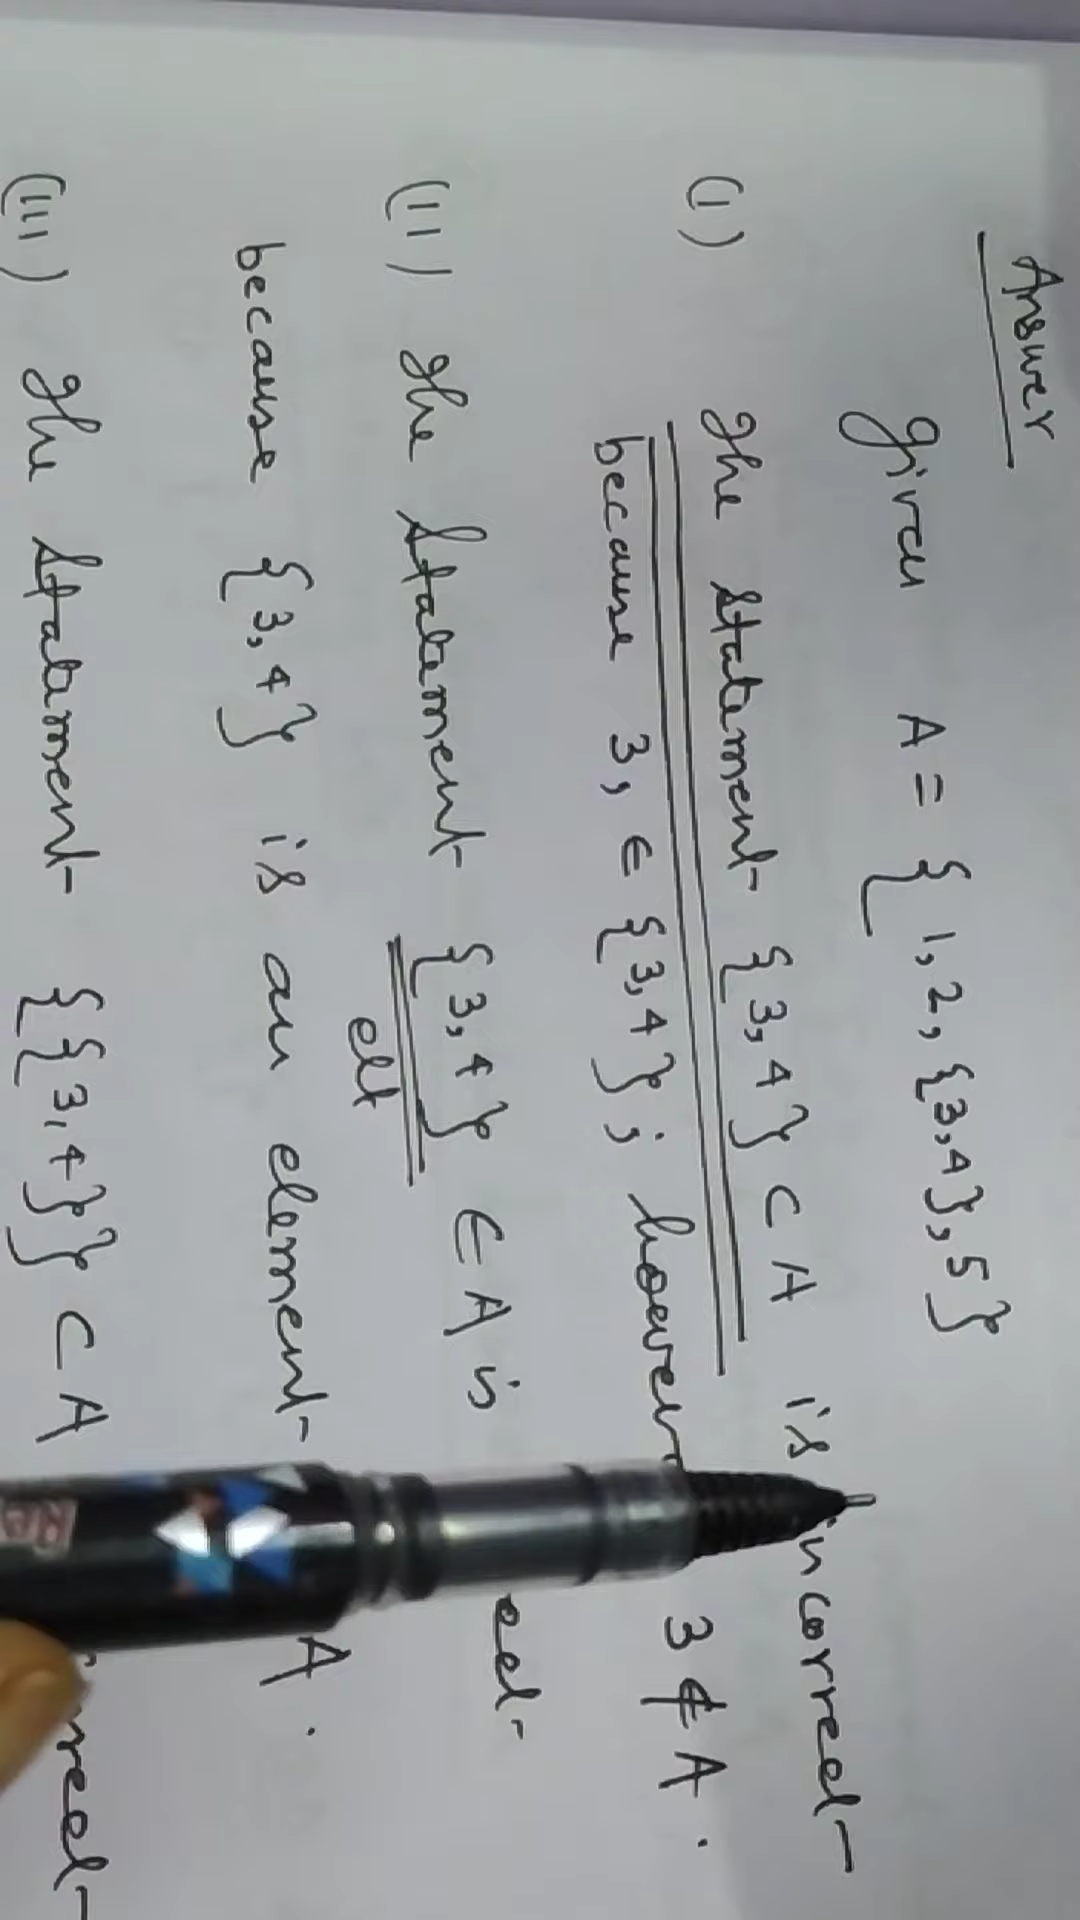 Answer
Given A = { 1, 2, {3,4}, 5 }
(I) The statement {3,4} ⊂ A is incorrect
because 3, ∈ {3,4}; however 3 ∉ A.
(II) The statement {3,4} ∈ A is
elt
because {3,4} is an element A.
(III) The statement {{3,4}} ⊂ A